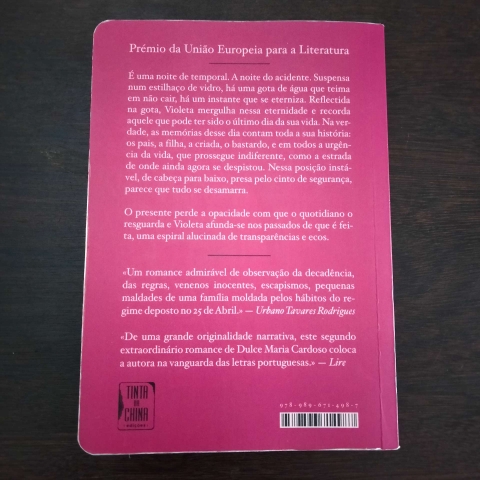 Prémio da União Europeia para a Literatura
É uma noite de temporal. A noite do acidente. Suspensa
num estilhaço de vidro, há uma gota de água que teima
em não cair, há um instante que se eterniza. Reflectida
na gota, Violeta mergulha nessa eternidade e recorda
aquele que pode ter sido o último dia da sua vida. Na ver-
dade, as memórias desse dia contam toda a sua história:
os pais, a filha, a criada, o bastardo, e em todos a urgên-
cia da vida, que prossegue indiferente, como a estrada
de onde ainda agora se despistou. Nessa posição instá-
vel, de cabeça para baixo, presa pelo cinto de segurança,
parece que tudo se desamarra.
O presente perde a opacidade com que o quotidiano o
resguarda e Violeta afunda-se nos passados de que é fei-
ta, uma espiral alucinada de transparências e ecos.
«Um romance admirável de observação da decadência,
das regras, venenos inocentes, escapismos, pequenas
maldades de uma família moldada pelos hábitos do re-
gime deposto no 25 de Abril.» — Urbano Tavares Rodrigues
«De uma grande originalidade narrativa, este segundo
extraordinário romance de Dulce Maria Cardoso coloca
a autora na vanguarda das letras portuguesas.» — Lire
TINTA
DA
CHINA
978-989-671-498-7